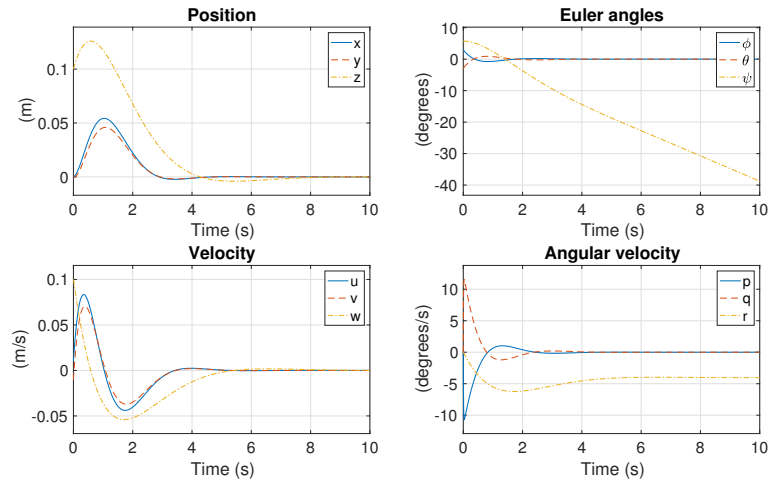 Position
x
y
z
0.1
0.05
0
(m)
0 2 4 6 8 10
Time (s)
Euler angles
ϕ
θ
ψ
10
0
-10
-20
-30
-40
(degrees)
0 2 4 6 8 10
Time (s)
Velocity
u
v
w
0.1
0.05
0
-0.05
(m/s)
0 2 4 6 8 10
Time (s)
Angular velocity
p
q
r
10
5
0
-5
-10
(degrees/s)
0 2 4 6 8 10
Time (s)